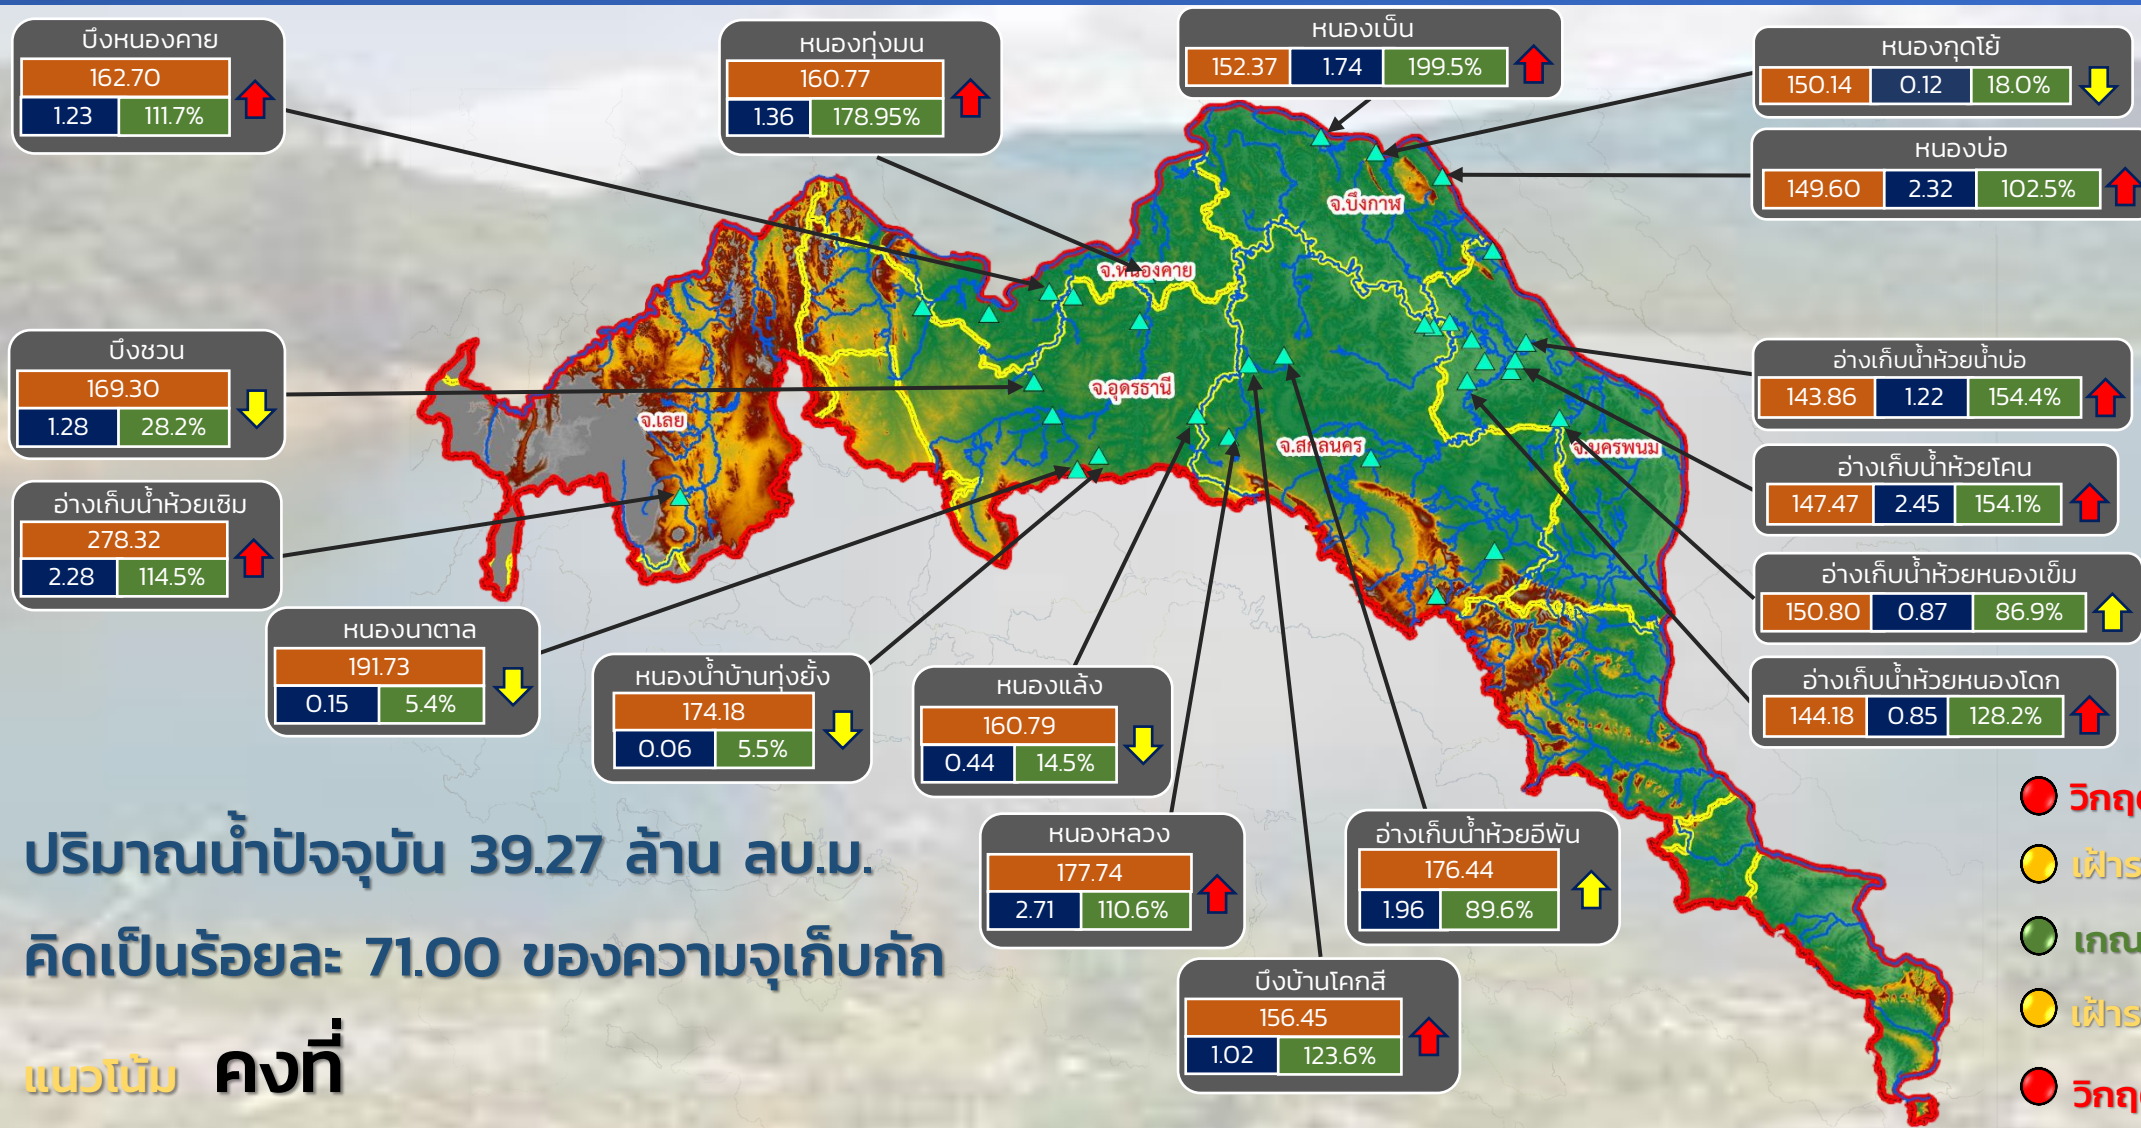 บึงหนองคาย
162.70
1.23 111.7%
หนองทุ่งมน
160.77
1.36 178.95%
หนองเบ็น
152.37 1.74 199.5%
หนองกุดโย้
150.14 0.12 18.0%
หนองบ่อ
149.60 2.32 102.5%
จ.บึงกาฬ
จ.หนองคาย
บึงชวน
169.30
1.28 28.2%
จ.เลย
จ.อุดรธานี
จ.สกลนคร
จ.นครพนม
อ่างเก็บน้ำห้วยน้ำบ่อ
143.86 1.22 154.4%
อ่างเก็บน้ำห้วยโคน
147.47 2.45 154.1%
อ่างเก็บน้ำห้วยเซิม
278.32
2.28 114.5%
อ่างเก็บน้ำห้วยหนองเข็ม
150.80 0.87 86.9%
หนองนาตาล
191.73
0.15 5.4%
หนองน้ำบ้านทุ่งยั้ง
174.18
0.06 5.5%
หนองแล้ง
160.79
0.44 14.5%
อ่างเก็บน้ำห้วยหนองโดก
144.18 0.85 128.2%
หนองหลวง
177.74
2.71 110.6%
อ่างเก็บน้ำห้วยอีพัน
176.44
1.96 89.6%
บึงบ้านโคกสี
156.45
1.02 123.6%
ปริมาณน้ำปัจจุบัน 39.27 ล้าน ลบ.ม.
คิดเป็นร้อยละ 71.00 ของความจุเก็บกัก
แนวโน้ม คงที่